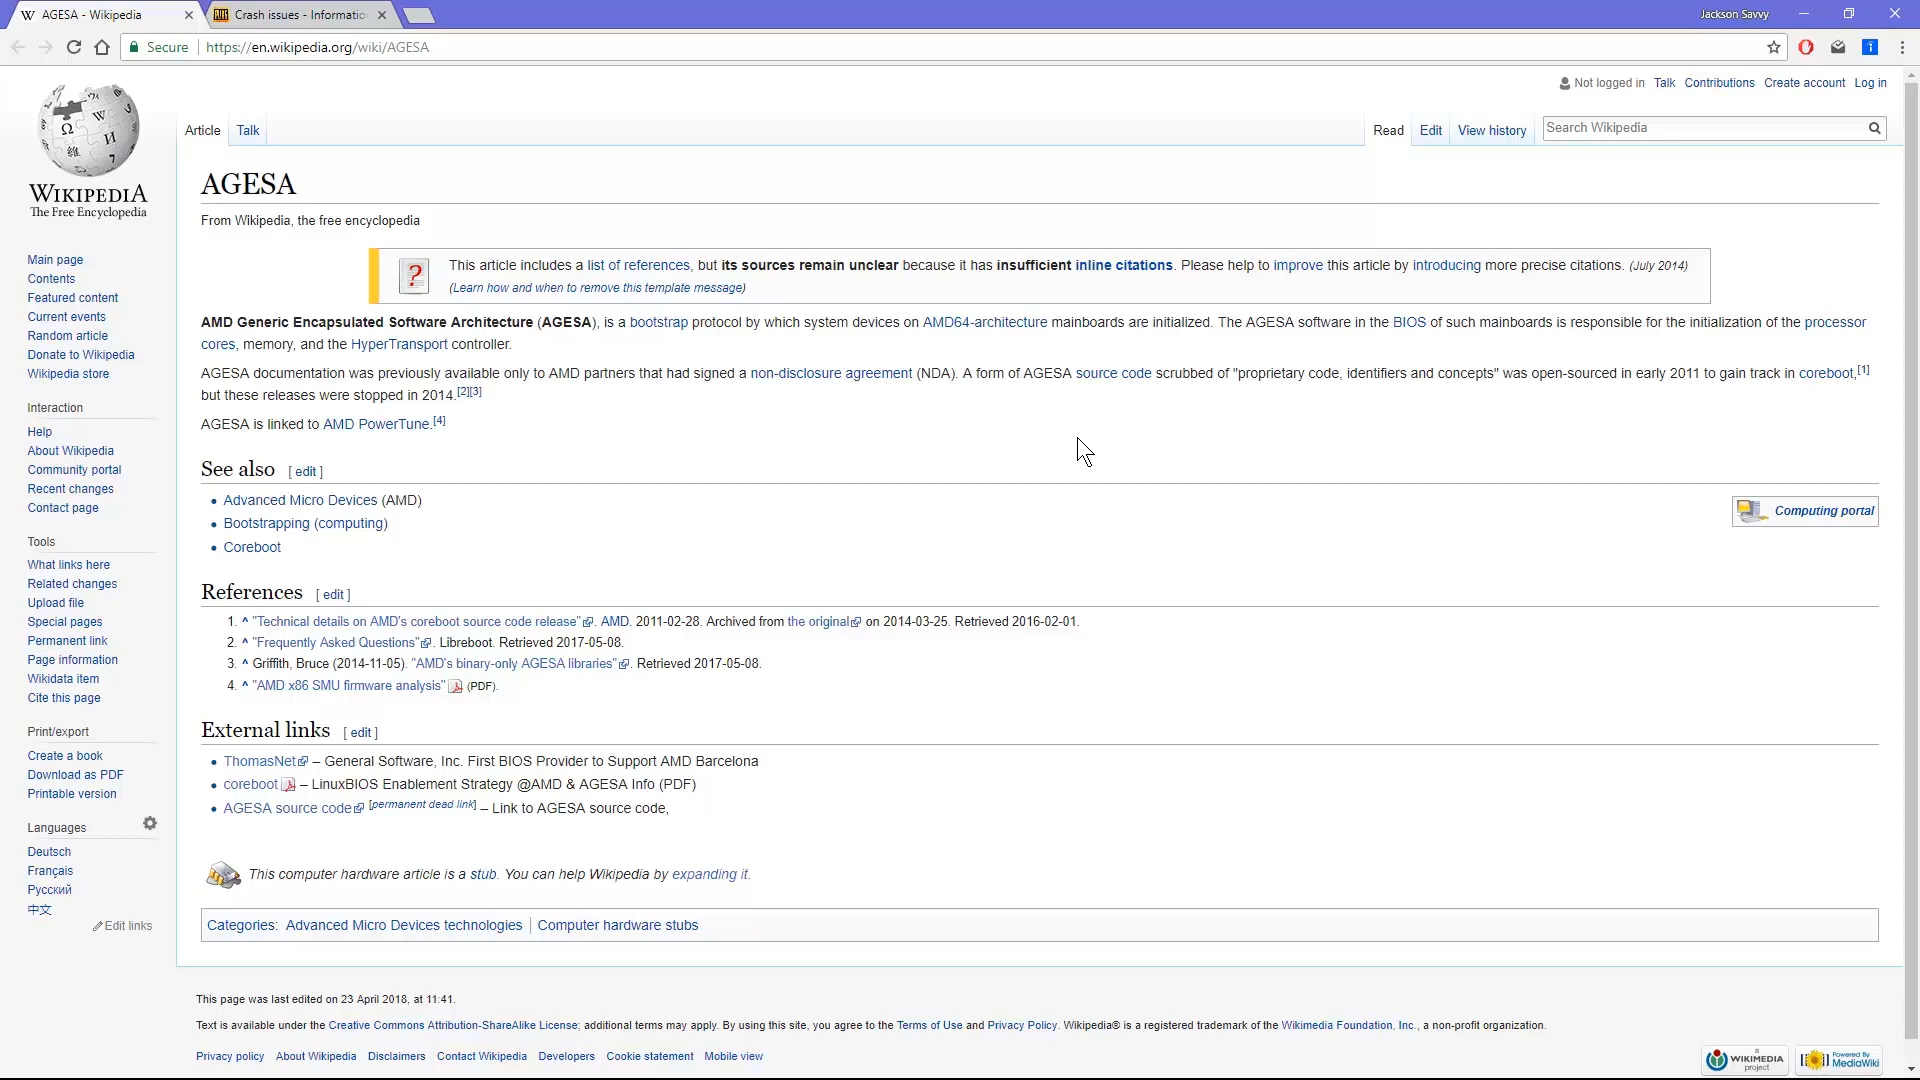 AGESA - Wikipedia
Crash issues - Informatio
Jackson Savvy
Secure
https://en.wikipedia.org/wiki/AGESA
Not logged in Talk Contributions Create account Log in
Article Talk
Read Edit View history
Search Wikipedia
WIKIPEDIA
The Free Encyclopedia
AGESA
From Wikipedia, the free encyclopedia
This article includes a list of references, but its sources remain unclear because it has insufficient inline citations. Please help to improve this article by introducing more precise citations. (July 2014)
(Learn how and when to remove this template message)
AMD Generic Encapsulated Software Architecture (AGESA), is a bootstrap protocol by which system devices on AMD64-architecture mainboards are initialized. The AGESA software in the BIOS of such mainboards is responsible for the initialization of the processor
cores, memory, and the HyperTransport controller.
AGESA documentation was previously available only to AMD partners that had signed a non-disclosure agreement (NDA). A form of AGESA source code scrubbed of "proprietary code, identifiers and concepts" was open-sourced in early 2011 to gain track in coreboot,[1]
but these releases were stopped in 2014.[2][3]
AGESA is linked to AMD PowerTune.[4]
See also [ edit ]
• Advanced Micro Devices (AMD)
• Bootstrapping (computing)
• Coreboot
Computing portal
References [ edit ]
1. ^ "Technical details on AMD's coreboot source code release". AMD. 2011-02-28. Archived from the original on 2014-03-25. Retrieved 2016-02-01.
2. ^ "Frequently Asked Questions". Libreboot. Retrieved 2017-05-08.
3. ^ Griffith, Bruce (2014-11-05). "AMD's binary-only AGESA libraries". Retrieved 2017-05-08.
4. ^ "AMD x86 SMU firmware analysis" (PDF).
External links [ edit ]
• ThomasNet – General Software, Inc. First BIOS Provider to Support AMD Barcelona
• coreboot – LinuxBIOS Enablement Strategy @AMD & AGESA Info (PDF)
• AGESA source code [permanent dead link] – Link to AGESA source code,
This computer hardware article is a stub. You can help Wikipedia by expanding it.
Categories: Advanced Micro Devices technologies | Computer hardware stubs
Main page
Contents
Featured content
Current events
Random article
Donate to Wikipedia
Wikipedia store
Interaction
Help
About Wikipedia
Community portal
Recent changes
Contact page
Tools
What links here
Related changes
Upload file
Special pages
Permanent link
Page information
Wikidata item
Cite this page
Print/export
Create a book
Download as PDF
Printable version
Languages
Deutsch
Français
Русский
中文
Edit links
This page was last edited on 23 April 2018, at 11:41.
Text is available under the Creative Commons Attribution-ShareAlike License; additional terms may apply. By using this site, you agree to the Terms of Use and Privacy Policy. Wikipedia® is a registered trademark of the Wikimedia Foundation, Inc., a non-profit organization.
Privacy policy About Wikipedia Disclaimers Contact Wikipedia Developers Cookie statement Mobile view
a
WIKIMEDIA
project
Powered By
MediaWiki